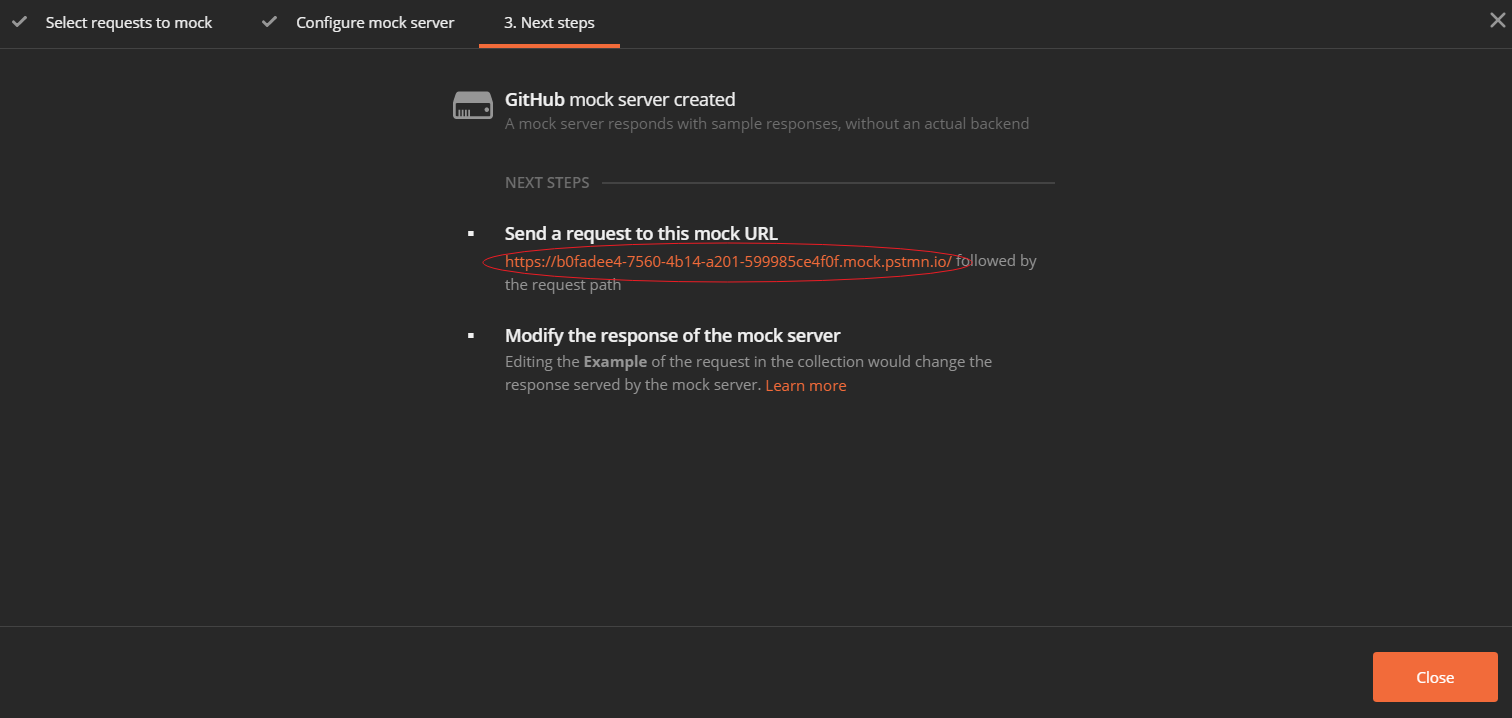 Select requests to mock
Configure mock server
3. Next steps
GitHub mock server created
A mock server responds with sample responses, without an actual backend
NEXT STEPS
Send a request to this mock URL
https://b0fadee4-7560-4b14-a201-599985ce4f0f.mock.pstmn.io/ followed by
the request path
Modify the response of the mock server
Editing the Example of the request in the collection would change the
response served by the mock server. Learn more
Close